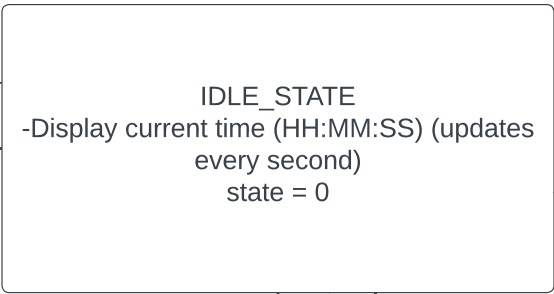 IDLE_STATE
-Display current time (HH:MM:SS) (updates
every second)
state = 0